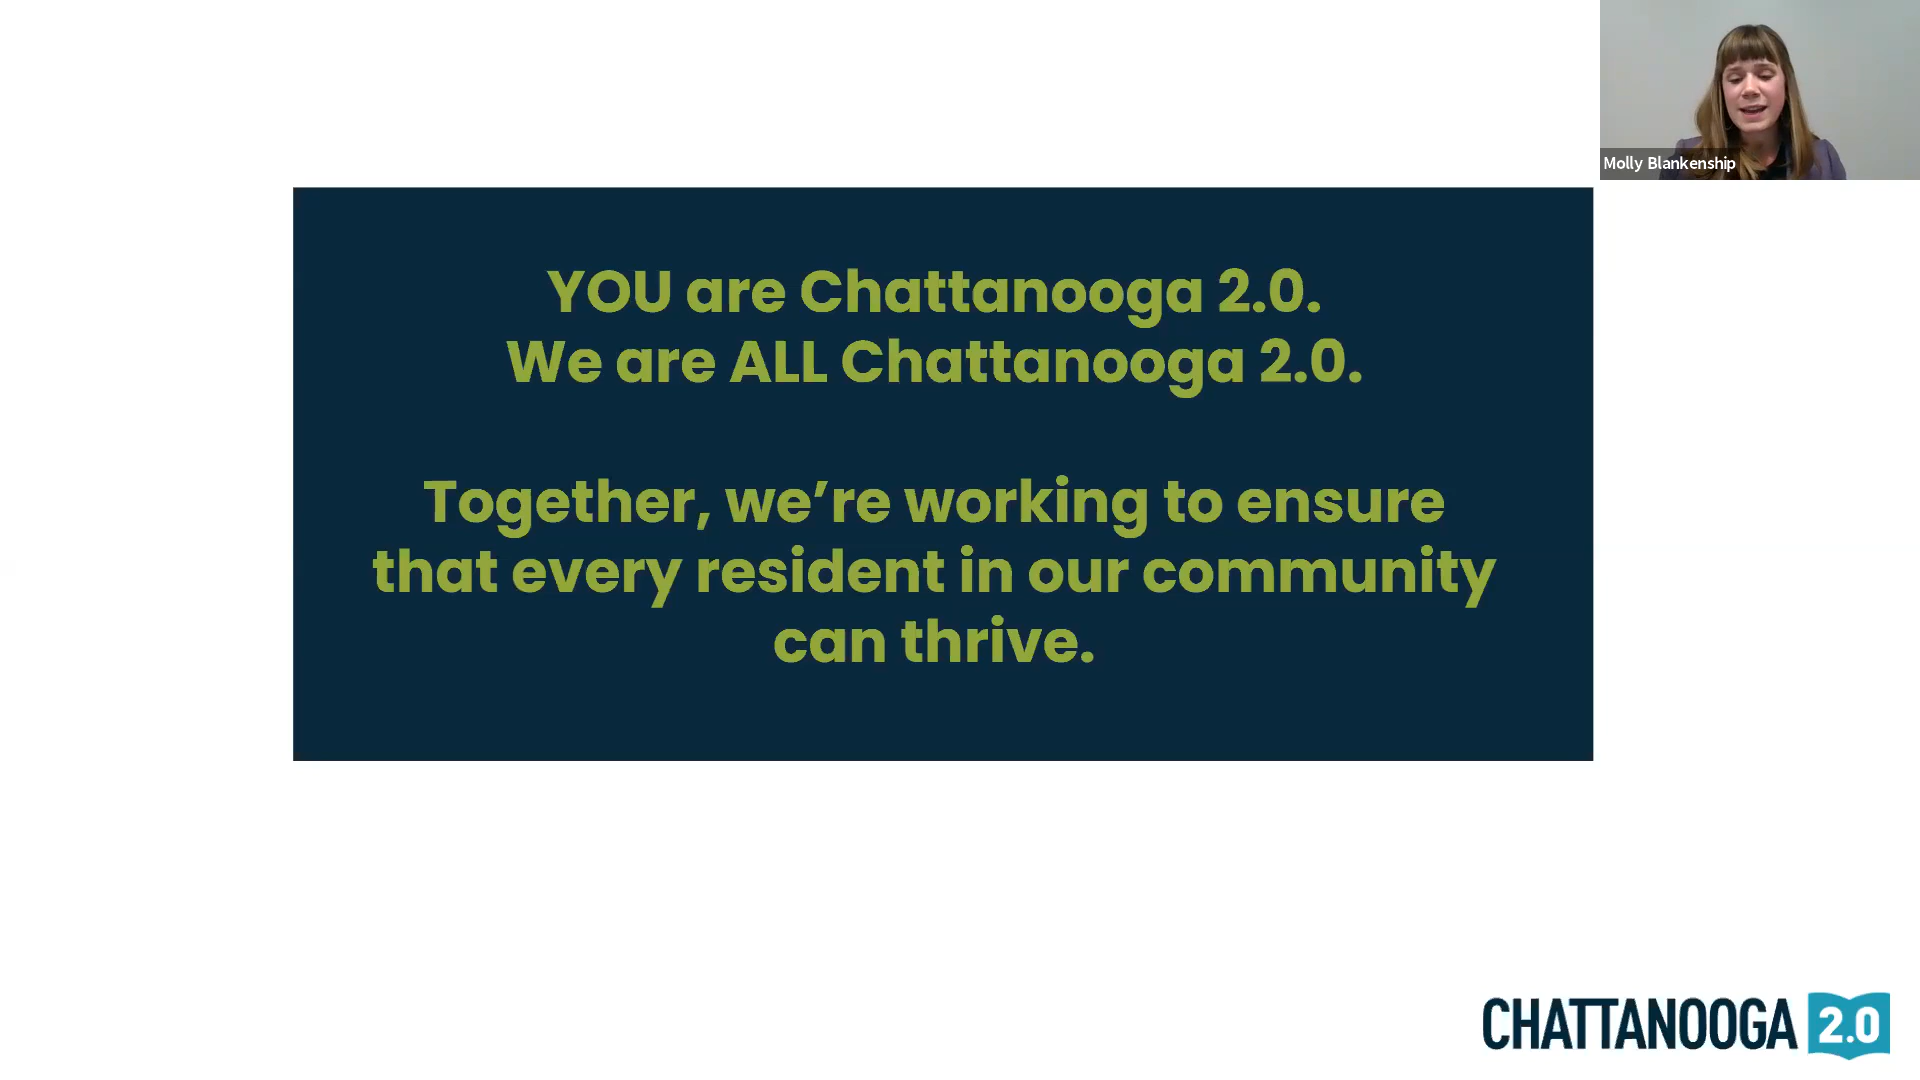 Molly Blankenship
YOU are Chattanooga 2.0.
We are ALL Chattanooga 2.0.
Together, we’re working to ensure
that every resident in our community
can thrive.
CHATTANOOGA 2.0